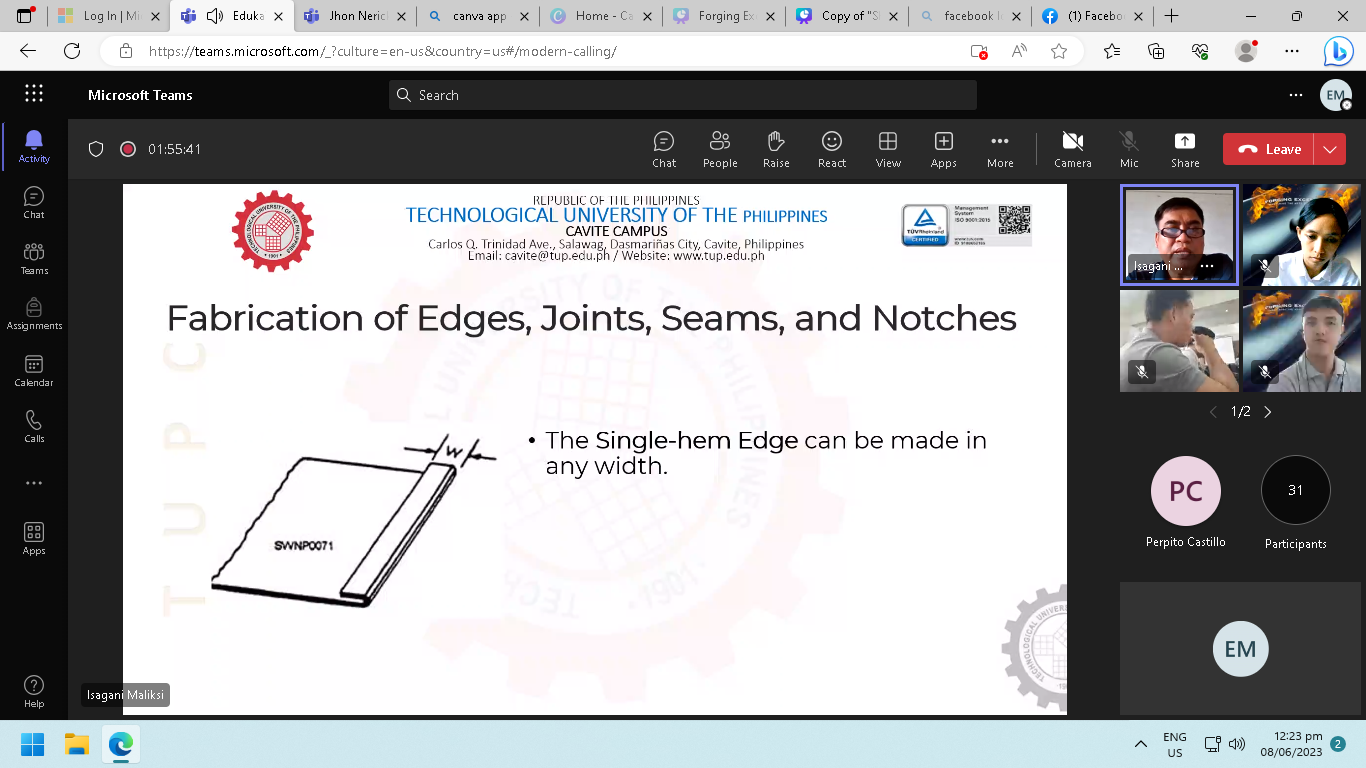 Log In | Mi
Eduka
Jhon Nerici
canva app
Home - Ca
Forging Ex
Copy of "Sl
facebook l
(1) Facebo
https://teams.microsoft.com/_?culture=en-us&country=us#/modern-calling/
Microsoft Teams
Search
EM
Activity
Chat
Teams
Assignments
Calendar
Calls
Apps
Help
01:55:41
Chat
People
Raise
React
View
Apps
More
Camera
Mic
Share
Leave
REPUBLIC OF THE PHILIPPINES
TECHNOLOGICAL UNIVERSITY OF THE PHILIPPINES
CAVITE CAMPUS
Carlos Q. Trinidad Ave., Salawag, Dasmariñas City, Cavite, Philippines
Email: cavite@tup.edu.ph / Website: www.tup.edu.ph
TÜVRheinland
CERTIFIED
Management
System
ISO 9001:2015
Fabrication of Edges, Joints, Seams, and Notches
W
SWNP0071
• The Single-hem Edge can be made in
any width.
TUPC
1901
Isagani Maliksi
Isagani ...
1/2
PC
Perpito Castillo
31
Participants
EM
ENG
US
12:23 pm
08/06/2023
2